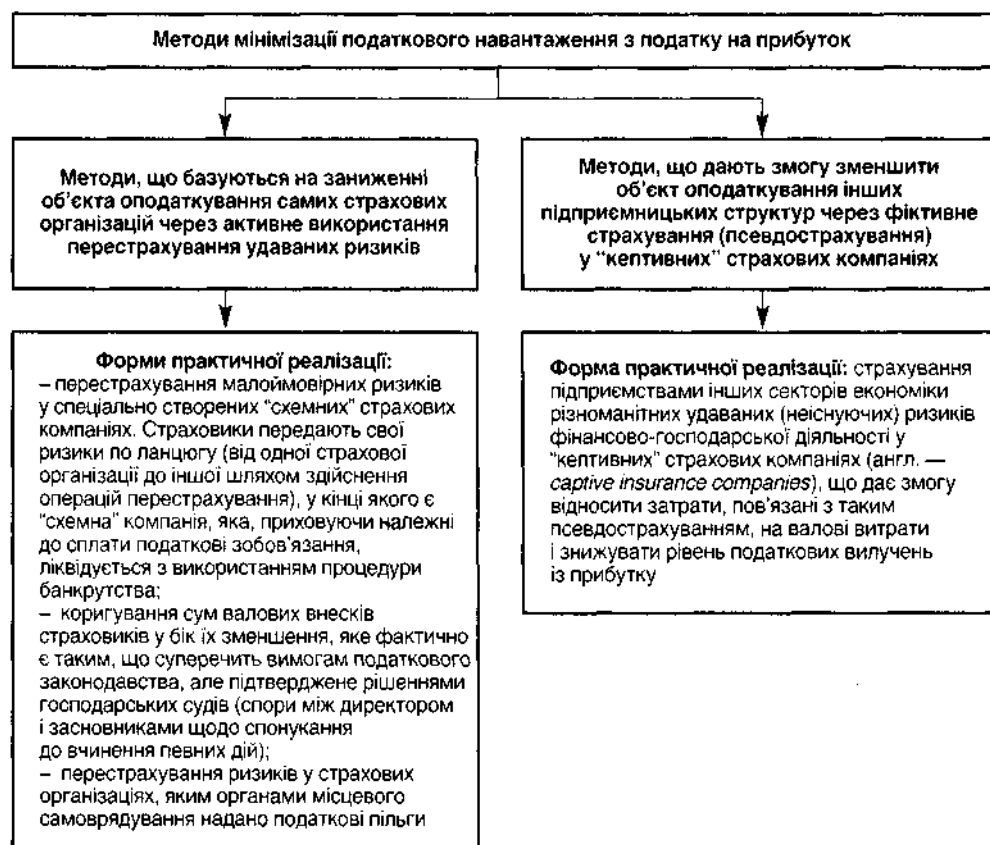 Методи мінімізації податкового навантаження з податку на прибуток
Методи, що базуються на заниженні
об’єкта оподаткування самих страхових
організацій через активне використання
перестрахування удаваних ризиків
Методи, що дають змогу зменшити
об’єкт оподаткування інших
підприємницьких структур через фіктивне
страхування (псевдострахування)
у “кептивних” страхових компаніях
Форми практичної реалізації:
– перестрахування малоймовірних ризиків
у спеціально створених “схемних” страхових
компаніях. Страховики передають свої
ризики по ланцюгу (від одної страхової
організації до іншої шляхом здійснення
операцій перестрахування), у кінці якого є
“схемна” компанія, яка, приховуючи належні
до сплати податкові зобов’язання,
ліквідується з використанням процедури
банкрутства;
– коригування сум валових внесків
страховиків у бік їх зменшення, яке фактично
є таким, що суперечить вимогам податкового
законодавства, але підтверджене рішеннями
господарських судів (спори між директором
і засновниками щодо спонукання
до вчинення певних дій);
– перестрахування ризиків у страхових
організаціях, яким органами місцевого
самоврядування надано податкові пільги
Форма практичної реалізації: страхування
підприємствами інших секторів економіки
різноманітних удаваних (неіснуючих) ризиків
фінансово-господарської діяльності у
“кептивних” страхових компаніях (англ. —
captive insurance companies), що дає змогу
відносити затрати, пов’язані з таким
псевдострахуванням, на валові витрати
і знижувати рівень податкових вилучень
із прибутку